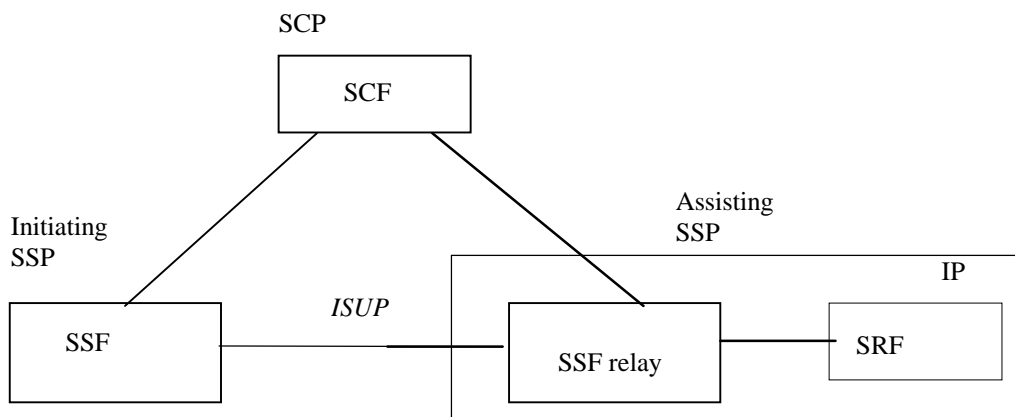 SCP
SCF
Assisting
SSP
Initiating
SSP
IP
ISUP
SSF
SSF relay
SRF